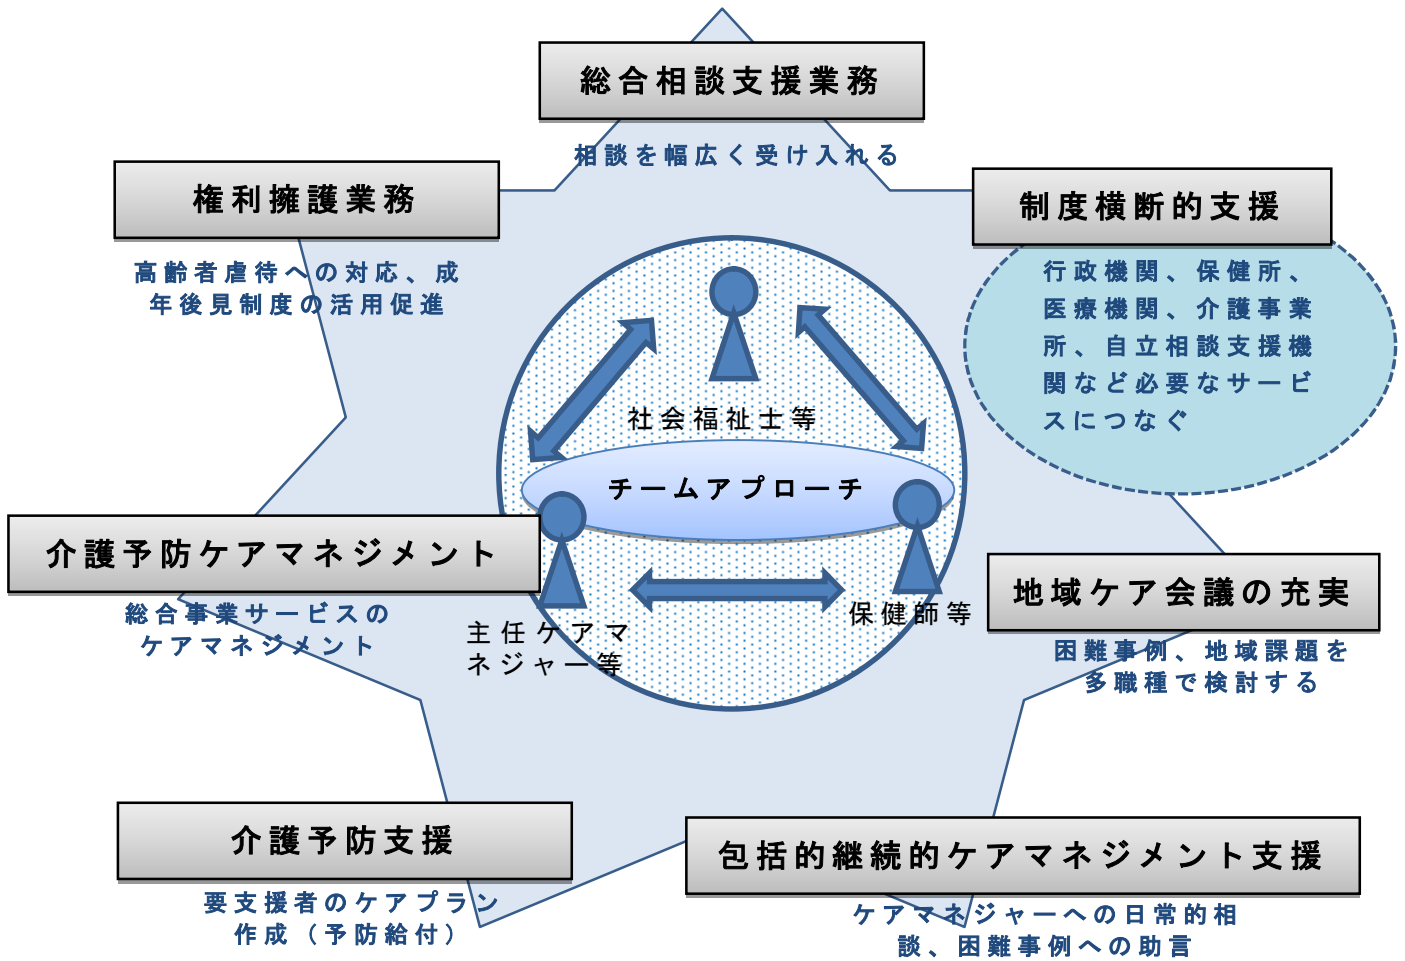 総合相談支援業務
相談を幅広く受け入れる
権利擁護業務
高齢者虐待への対応、成
年後見制度の活用促進
制度横断的支援
行政機関、保健所、
医療機関、介護事業
所、自立相談支援機
関など必要なサービ
スにつなぐ
社会福祉士等
チームアプローチ
主任ケアマ
ネジャー等
保健師等
介護予防ケアマネジメント
総合事業サービスの
ケアマネジメント
地域ケア会議の充実
困難事例、地域課題を
多職種で検討する
介護予防支援
要支援者のケアプラン
作成（予防給付）
包括的継続的ケアマネジメント支援
ケアマネジャーへの日常的相
談、困難事例への助言